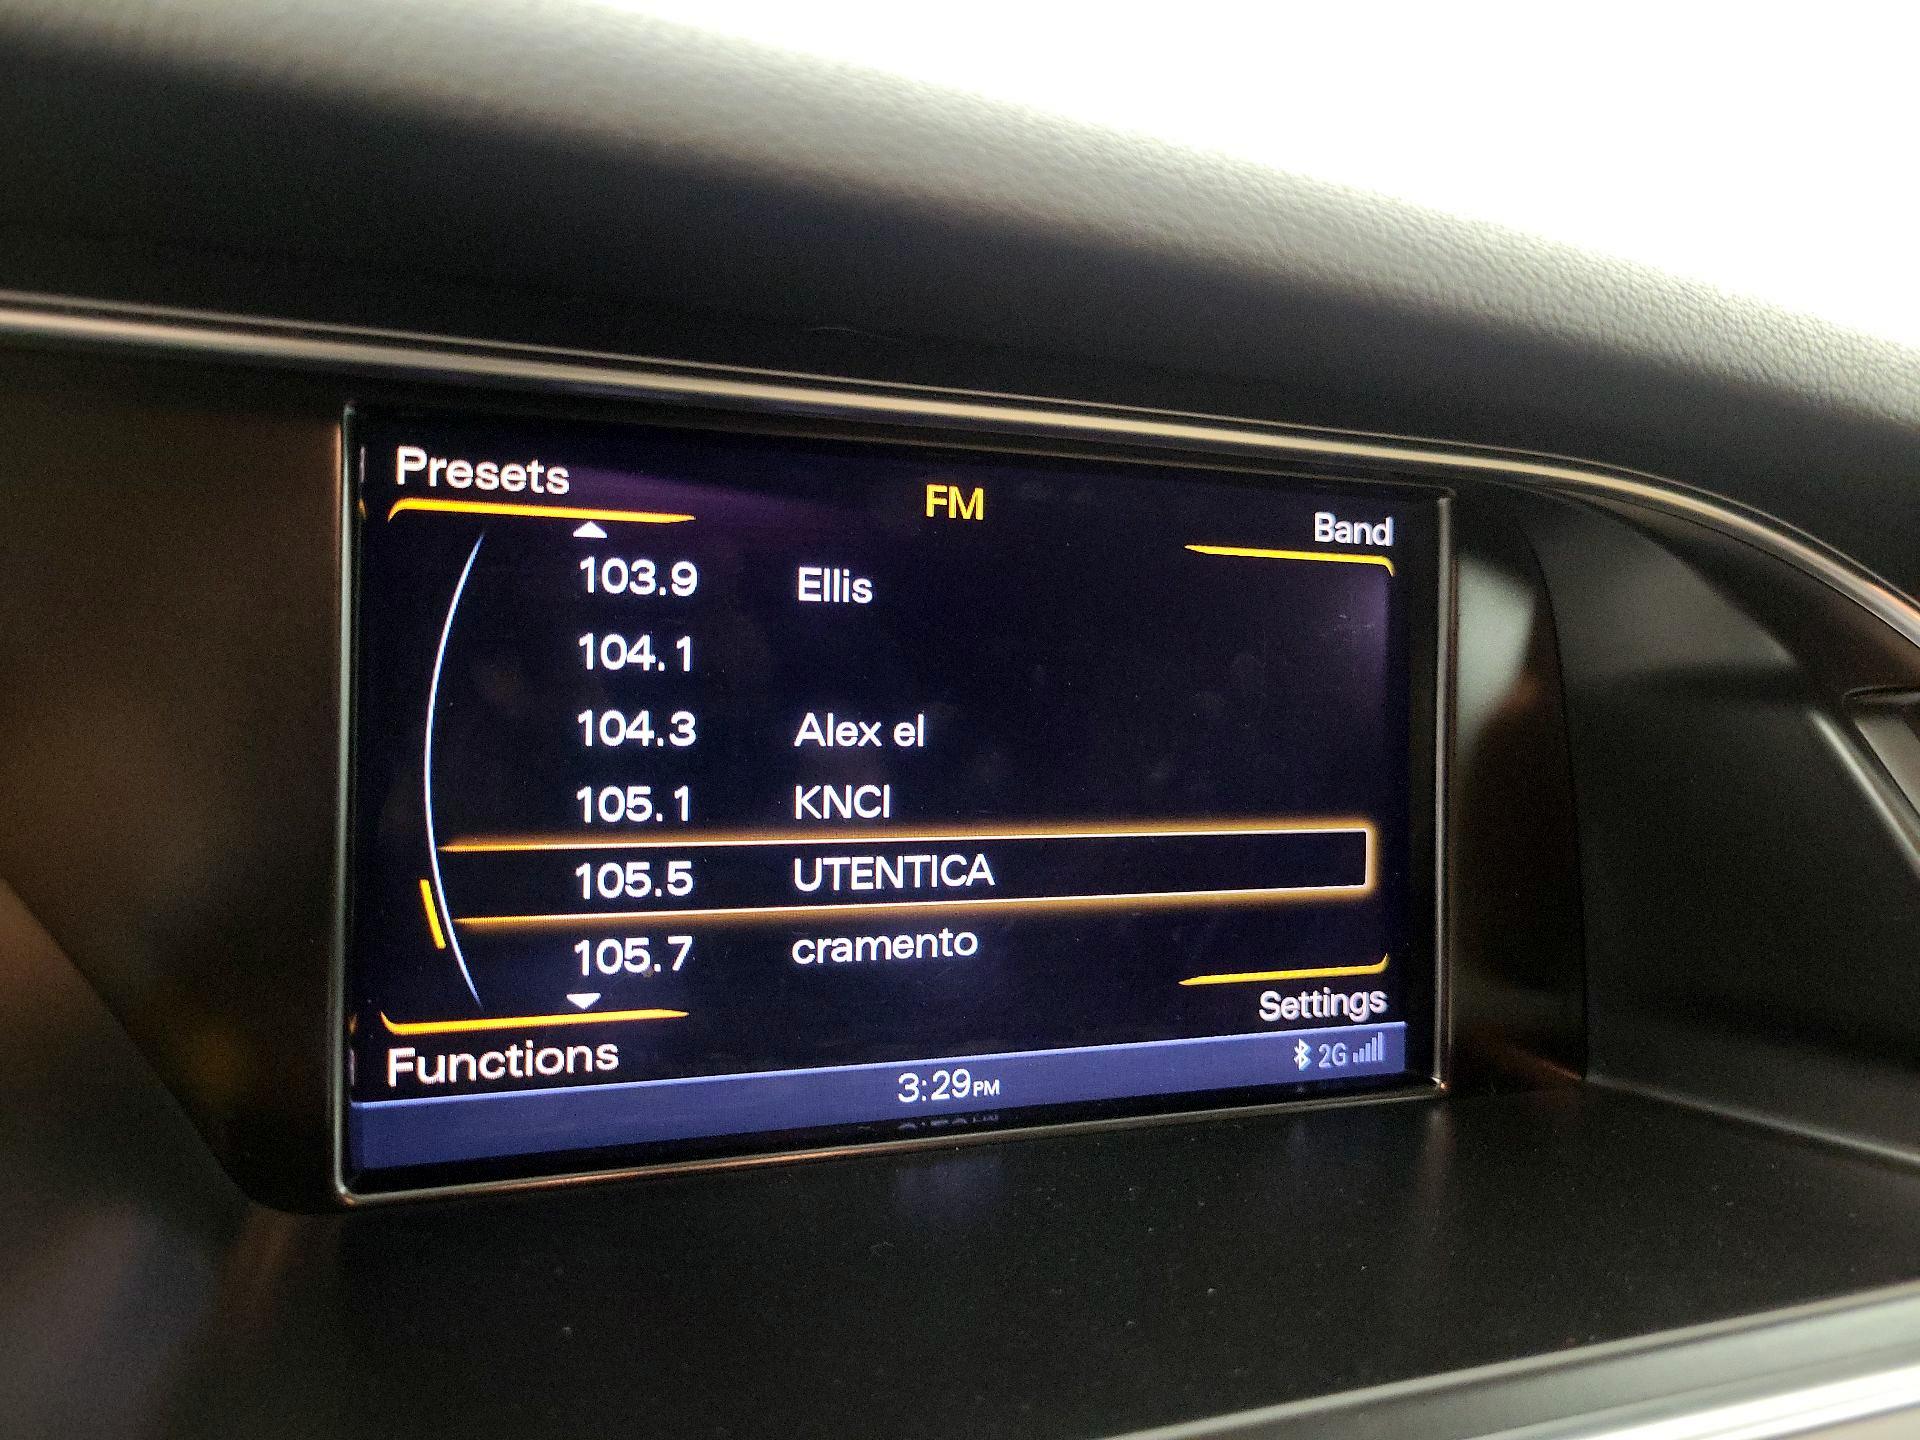 Presets
FM
Band
103.9 Ellis
104.1
104.3 Alex el
105.1 KNCI
105.5 UTENTICA
105.7 cramento
Settings
Functions
3:29PM
2G